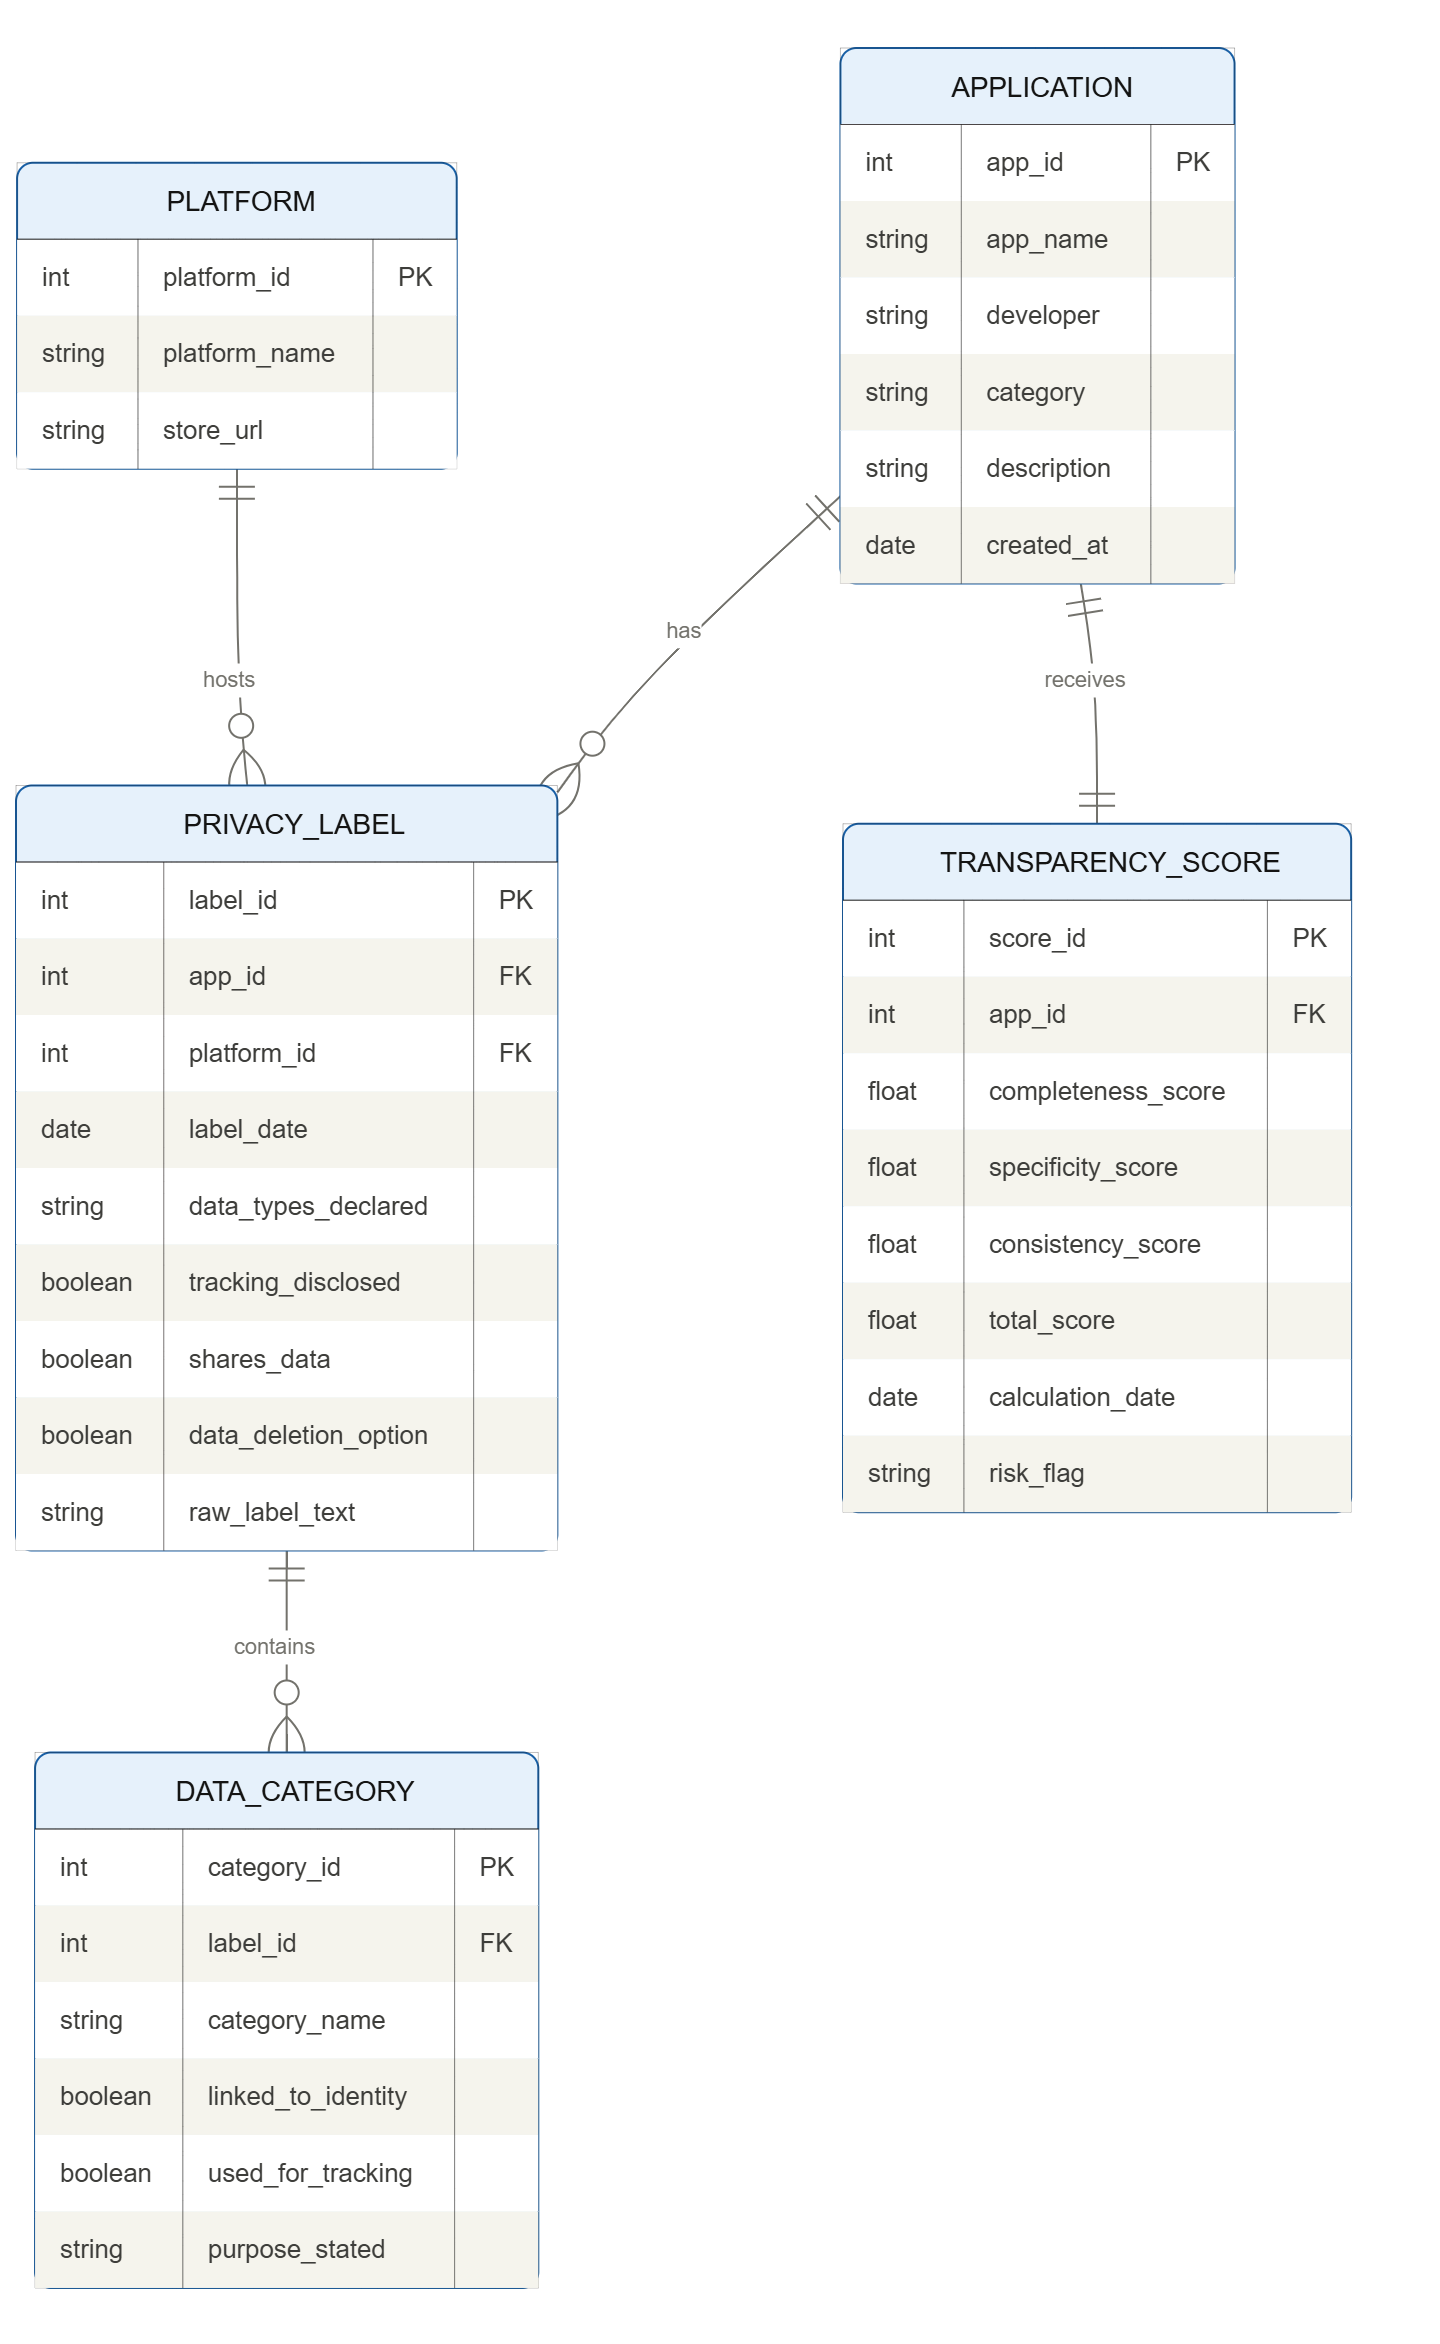 APPLICATION
int app_id PK
string app_name
string developer
string category
string description
date created_at
PLATFORM
int platform_id PK
string platform_name
string store_url
has
hosts
receives
PRIVACY_LABEL
int label_id PK
int app_id FK
int platform_id FK
date label_date
string data_types_declared
boolean tracking_disclosed
boolean shares_data
boolean data_deletion_option
string raw_label_text
TRANSPARENCY_SCORE
int score_id PK
int app_id FK
float completeness_score
float specificity_score
float consistency_score
float total_score
date calculation_date
string risk_flag
contains
DATA_CATEGORY
int category_id PK
int label_id FK
string category_name
boolean linked_to_identity
boolean used_for_tracking
string purpose_stated